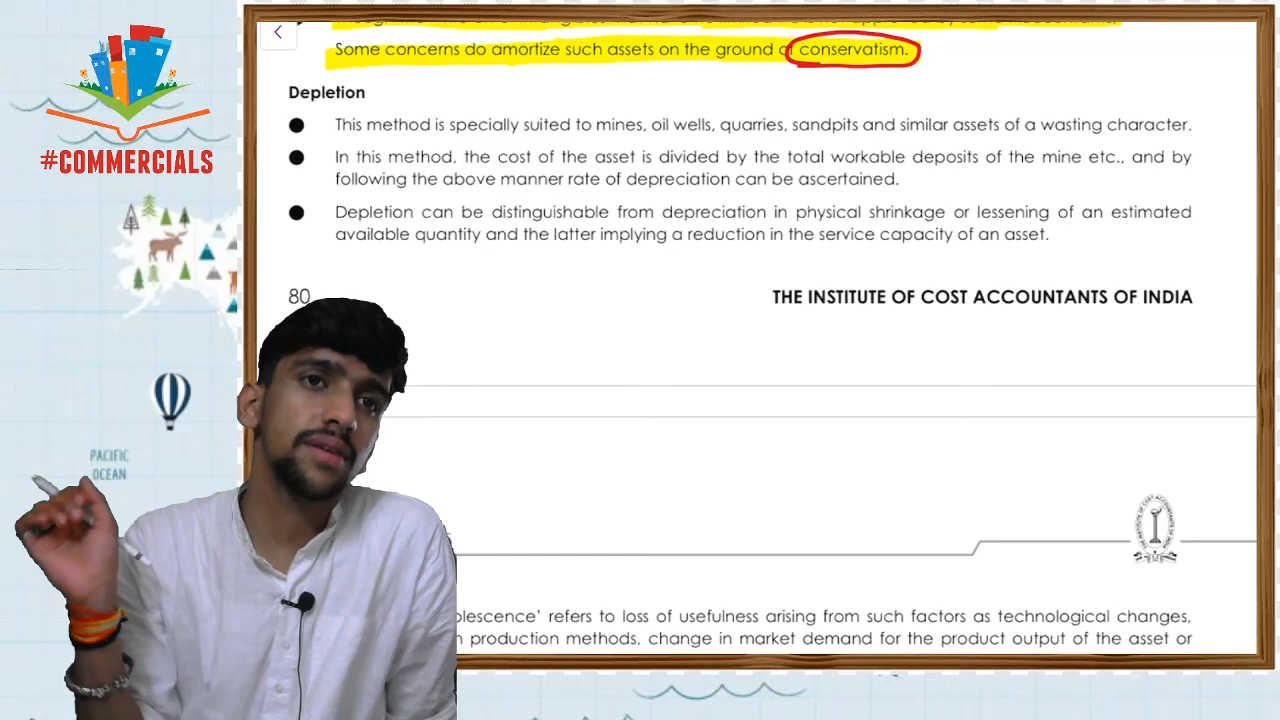 #COMMERCIALS
PACIFIC
OCEAN
Some concerns do amortize such assets on the ground of conservatism.
Depletion
● This method is specially suited to mines, oil wells, quarries, sandpits and similar assets of a wasting character.
● In this method, the cost of the asset is divided by the total workable deposits of the mine etc., and by
following the above manner rate of depreciation can be ascertained.
● Depletion can be distinguishable from depreciation in physical shrinkage or lessening of an estimated
available quantity and the latter implying a reduction in the service capacity of an asset.
80 THE INSTITUTE OF COST ACCOUNTANTS OF INDIA
refers to loss of usefulness arising from such factors as technological changes,
production methods, change in market demand for the product output of the asset or